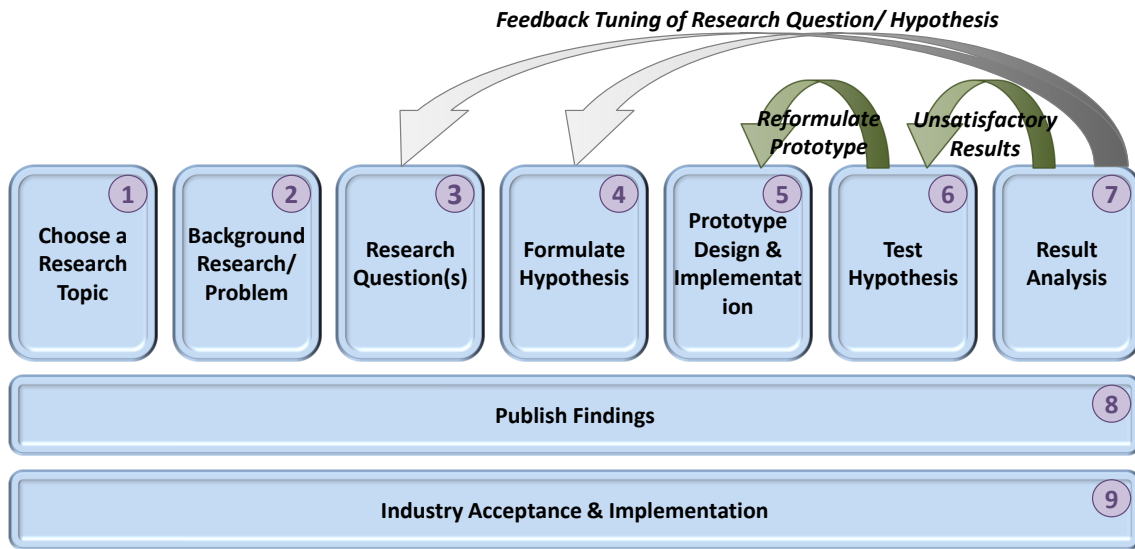 Feedback Tuning of Research Question/ Hypothesis
Reformulate
Prototype
Unsatisfactory
Results
1
Choose a
Research
Topic
2
Background
Research/
Problem
3
Research
Question(s)
4
Formulate
Hypothesis
5
Prototype
Design &
Implementat
ion
6
Test
Hypothesis
7
Result
Analysis
8
Publish Findings
9
Industry Acceptance & Implementation